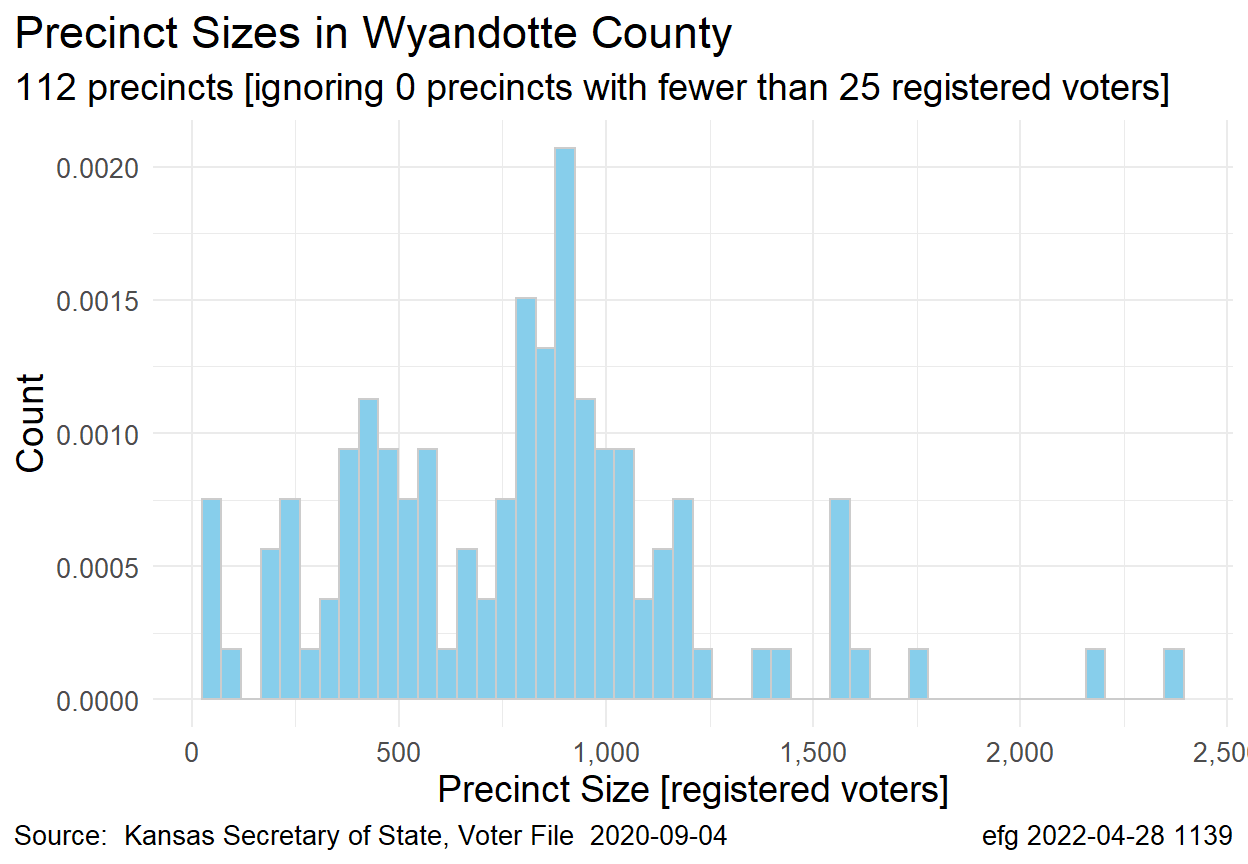 Precinct Sizes in Wyandotte County
112 precincts [ignoring 0 precincts with fewer than 25 registered voters]
Count
0.0020
0.0015
0.0010
0.0005
0.0000
0 500 1,000 1,500 2,000 2,50
Precinct Size [registered voters]
Source:  Kansas Secretary of State, Voter File  2020-09-04 efg 2022-04-28 1139